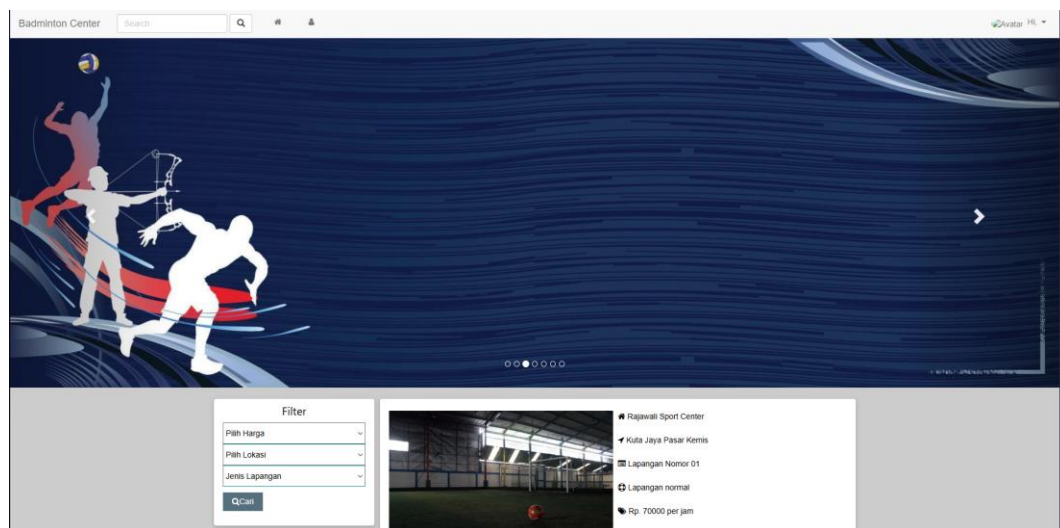 Badminton Center
Search
Avatar Hi,
Filter
Pilih Harga
Pilih Lokasi
Jenis Lapangan
Cari
Rajawali Sport Center
Kuta Jaya Pasar Kemis
Lapangan Nomor 01
Lapangan normal
Rp. 70000 per jam